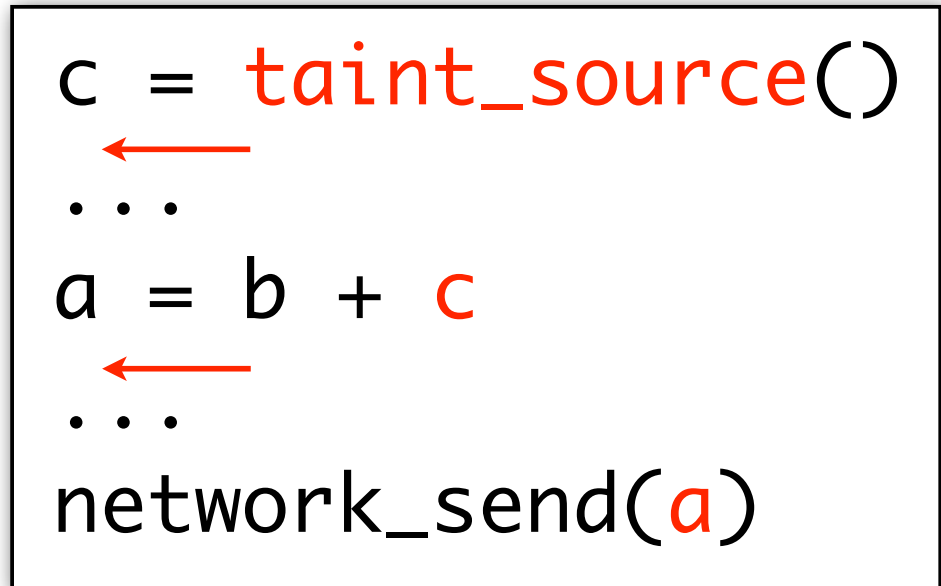 c = taint_source()
...
a = b + c
...
network_send(a)